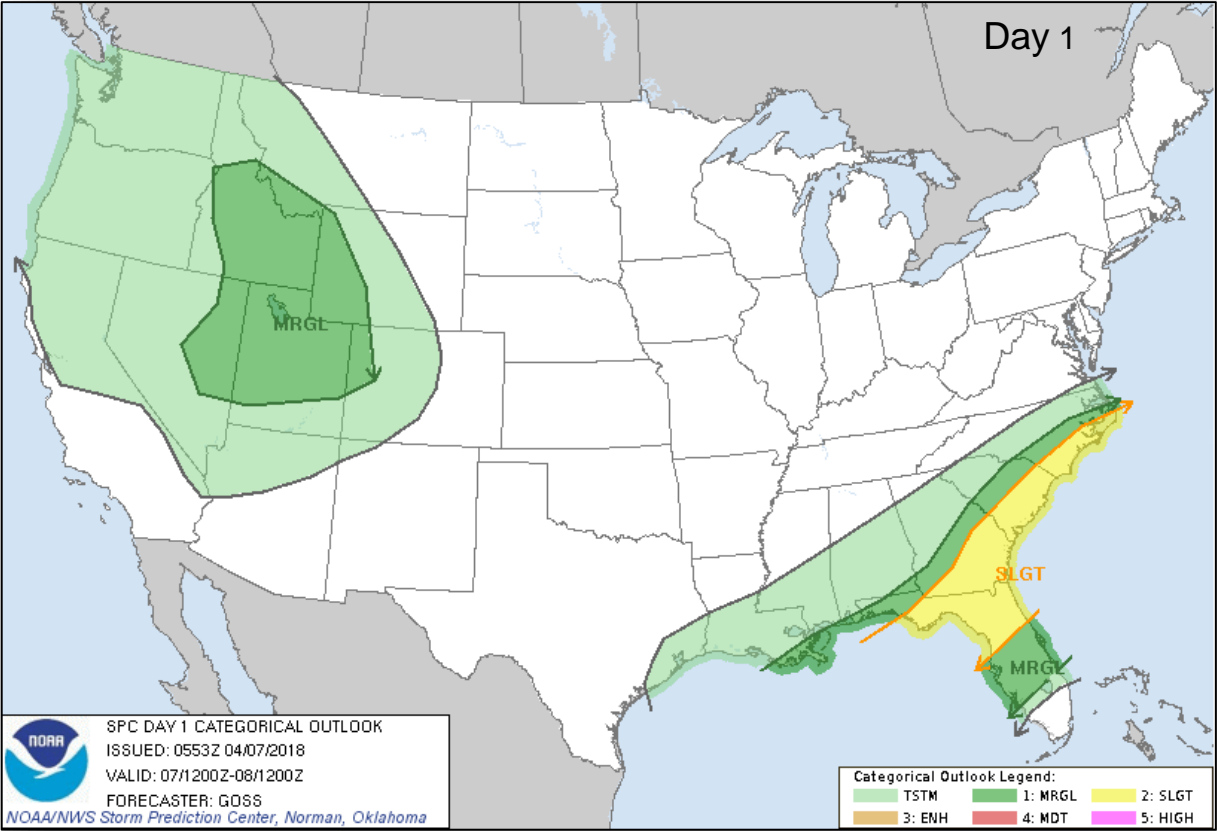 Day 1
MRGL
SLGT
MRGL
NOAA
SPC DAY 1 CATEGORICAL OUTLOOK
ISSUED: 0553Z 04/07/2018
VALID: 07/1200Z-08/1200Z
FORECASTER: GOSS
NOAA/NWS Storm Prediction Center, Norman, Oklahoma
Categorical Outlook Legend:
TSTM 1: MRGL 2: SLGT
3: ENH 4: MDT 5: HIGH